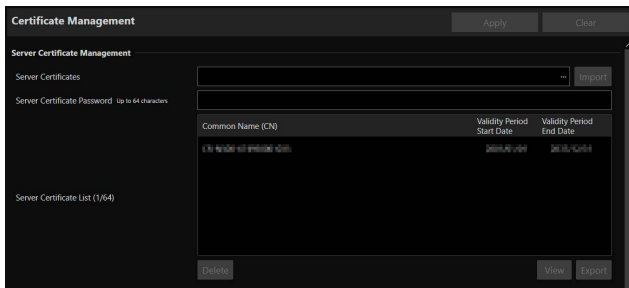 Certificate Management
Apply
Clear
Server Certificate Management
Server Certificates
...
Import
Server Certificate Password Up to 64 characters
Common Name (CN)
Validity Period Start Date
Validity Period End Date
Server Certificate List (1/64)
Delete
View
Export